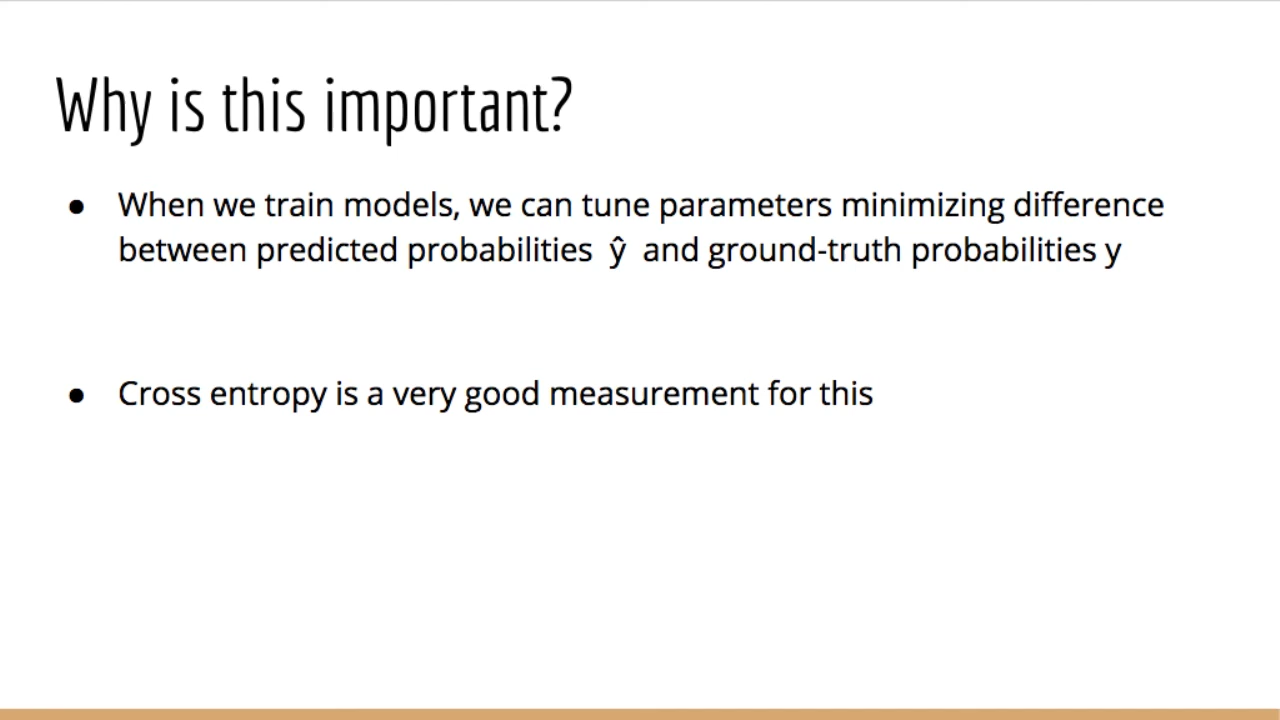 Why is this important?
● When we train models, we can tune parameters minimizing difference
between predicted probabilities ŷ and ground-truth probabilities y
● Cross entropy is a very good measurement for this